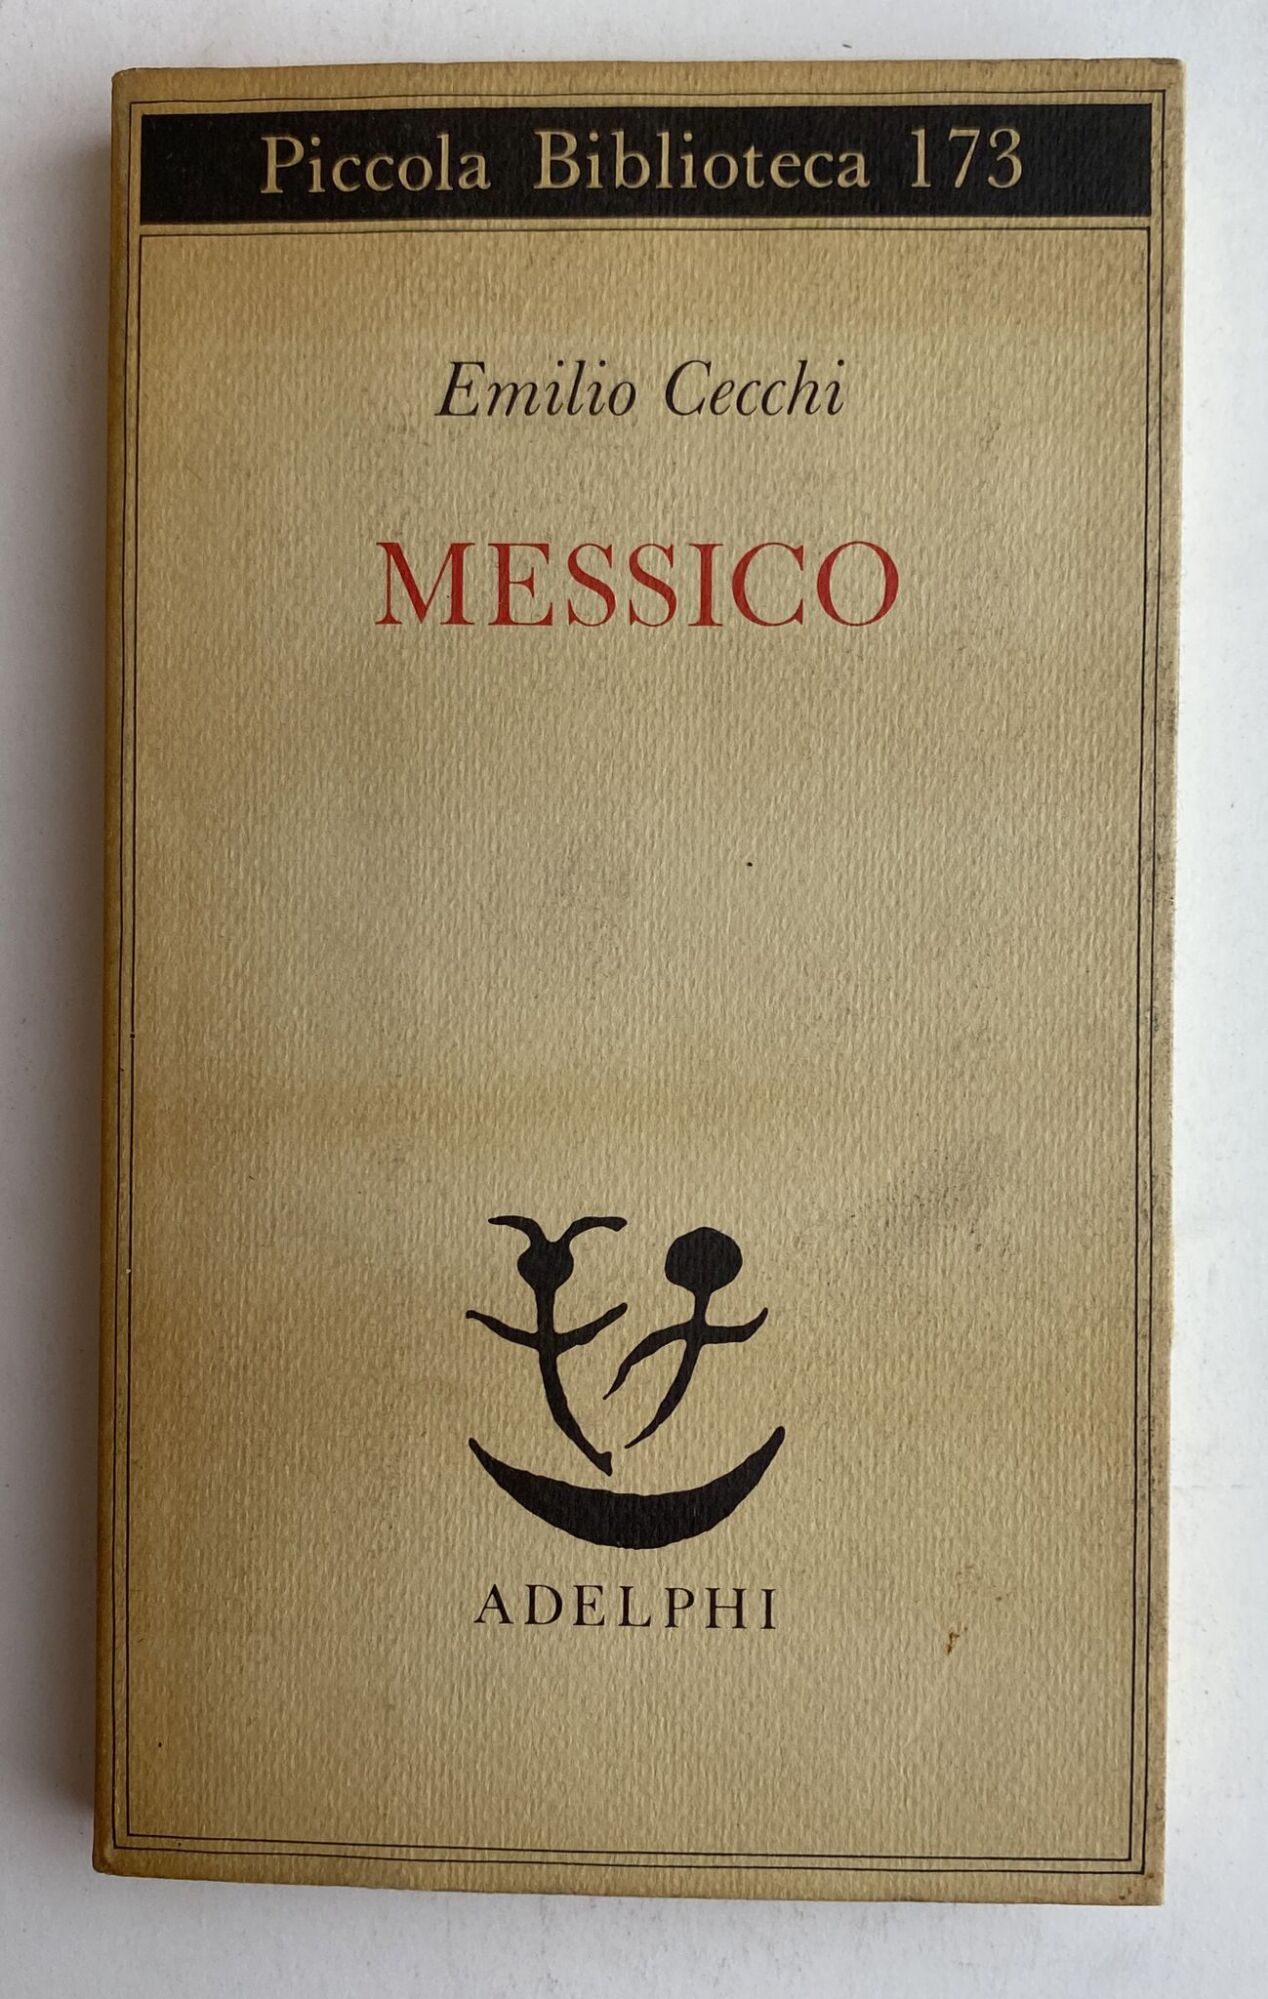 Piccola Biblioteca 173
Emilio Cecchi
MESSICO
ADELPHI